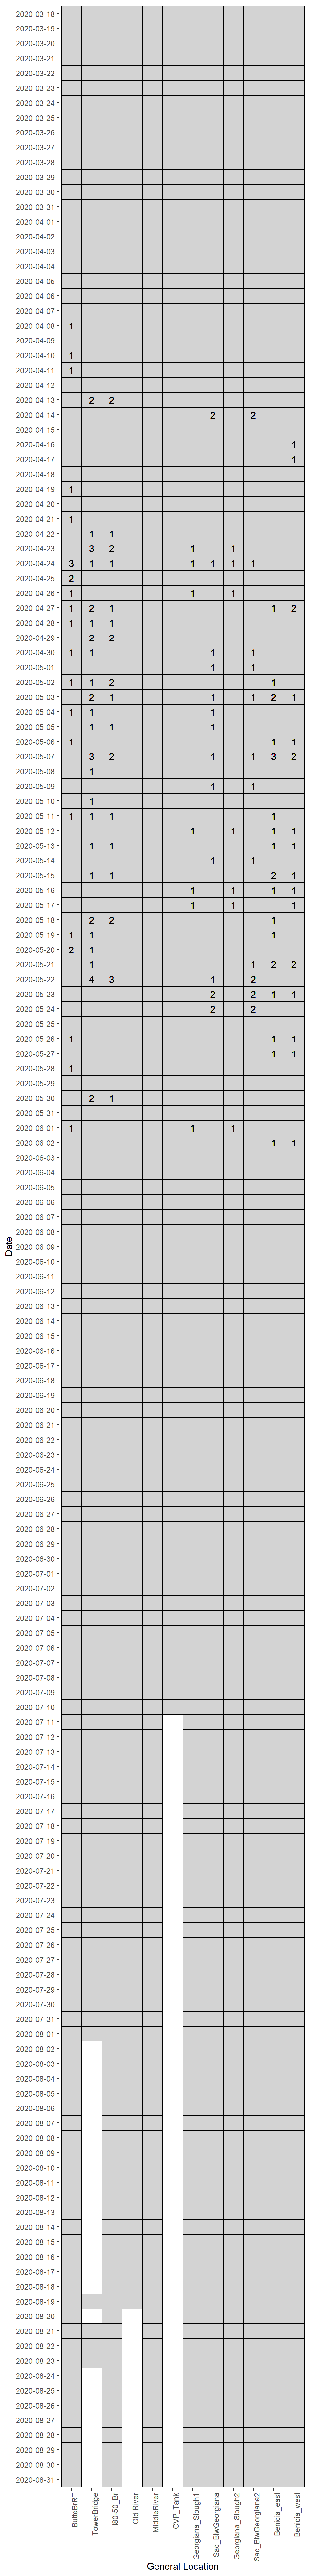 2020-03-18
2020-03-19
2020-03-20
2020-03-21
2020-03-22
2020-03-23
2020-03-24
2020-03-25
2020-03-26
2020-03-27
2020-03-28
2020-03-29
2020-03-30
2020-03-31
2020-04-01
2020-04-02
2020-04-03
2020-04-04
2020-04-05
2020-04-06
2020-04-07
2020-04-08 1
2020-04-09
2020-04-10 1
2020-04-11 1
2020-04-12
2020-04-13 2 2
2020-04-14 2 2
2020-04-15
2020-04-16 1
2020-04-17 1
2020-04-18
2020-04-19 1
2020-04-20
2020-04-21 1
2020-04-22 1 1
2020-04-23 3 2 1 1
2020-04-24 3 1 1 1 1 1 1
2020-04-25 2
2020-04-26 1 1 1
2020-04-27 1 2 1 1 2
2020-04-28 1 1 1
2020-04-29 2 2
2020-04-30 1 1 1 1
2020-05-01 1 1
2020-05-02 1 1 2 1
2020-05-03 2 1 1 1 2 1
2020-05-04 1 1 1
2020-05-05 1 1 1
2020-05-06 1 1 1
2020-05-07 3 2 1 1 3 2
2020-05-08 1
2020-05-09 1 1
2020-05-10 1
2020-05-11 1 1 1 1
2020-05-12 1 1 1 1
2020-05-13 1 1 1 1
2020-05-14 1 1
2020-05-15 1 1 2 1
2020-05-16 1 1 1 1
2020-05-17 1 1 1
2020-05-18 2 2 1
2020-05-19 1 1 1
2020-05-20 2 1
2020-05-21 1 1 2 2
2020-05-22 4 3 1 2
2020-05-23 2 2 1 1
2020-05-24 2 2
2020-05-25
2020-05-26 1 1 1
2020-05-27 1 1
2020-05-28 1
2020-05-29
2020-05-30 2 1
2020-05-31
2020-06-01 1 1 1
2020-06-02 1 1
2020-06-03
2020-06-04
2020-06-05
2020-06-06
2020-06-07
2020-06-08
2020-06-09
2020-06-10
2020-06-11
2020-06-12
2020-06-13
2020-06-14
2020-06-15
2020-06-16
2020-06-17
2020-06-18
2020-06-19
2020-06-20
2020-06-21
2020-06-22
2020-06-23
2020-06-24
2020-06-25
2020-06-26
2020-06-27
2020-06-28
2020-06-29
2020-06-30
2020-07-01
2020-07-02
2020-07-03
2020-07-04
2020-07-05
2020-07-06
2020-07-07
2020-07-08
2020-07-09
2020-07-10
2020-07-11
2020-07-12
2020-07-13
2020-07-14
2020-07-15
2020-07-16
2020-07-17
2020-07-18
2020-07-19
2020-07-20
2020-07-21
2020-07-22
2020-07-23
2020-07-24
2020-07-25
2020-07-26
2020-07-27
2020-07-28
2020-07-29
2020-07-30
2020-07-31
2020-08-01
2020-08-02
2020-08-03
2020-08-04
2020-08-05
2020-08-06
2020-08-07
2020-08-08
2020-08-09
2020-08-10
2020-08-11
2020-08-12
2020-08-13
2020-08-14
2020-08-15
2020-08-16
2020-08-17
2020-08-18
2020-08-19
2020-08-20
2020-08-21
2020-08-22
2020-08-23
2020-08-24
2020-08-25
2020-08-26
2020-08-27
2020-08-28
2020-08-29
2020-08-30
2020-08-31
Date
ButteBrRT
TowerBridge
I80-50_Br
Old River
MiddleRiver
CVP_Tank
Georgiana_Slough1
Sac_BlwGeorgiana
Georgiana_Slough2
Sac_BlwGeorgiana2
Benicia_east
Benicia_west
General Location